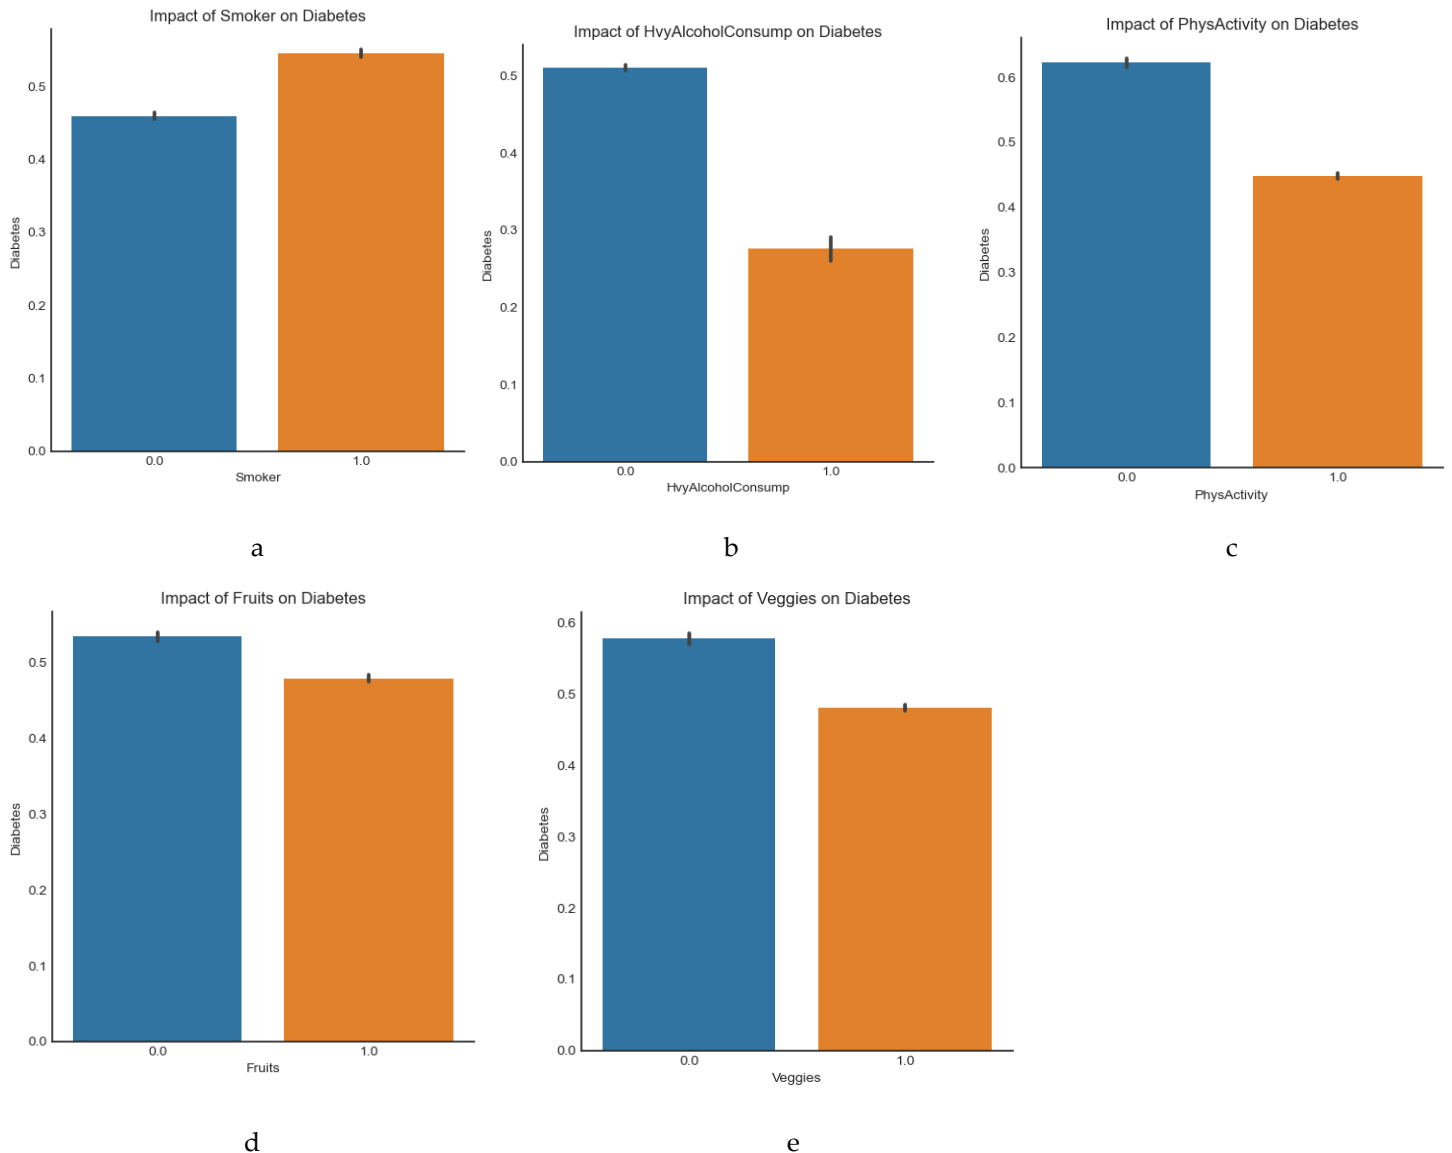 Impact of Smoker on Diabetes
0.5
0.4
0.3
0.2
0.1
0.0
Diabetes
0.0 1.0
Smoker
a
Impact of HvyAlcoholConsump on Diabetes
0.5
0.4
0.3
0.2
0.1
0.0
Diabetes
0.0 1.0
HvyAlcoholConsump
b
Impact of PhysActivity on Diabetes
0.6
0.5
0.4
0.3
0.2
0.1
0.0
Diabetes
0.0 1.0
PhysActivity
c
Impact of Fruits on Diabetes
0.5
0.4
0.3
0.2
0.1
0.0
Diabetes
0.0 1.0
Fruits
d
Impact of Veggies on Diabetes
0.6
0.5
0.4
0.3
0.2
0.1
0.0
Diabetes
0.0 1.0
Veggies
e